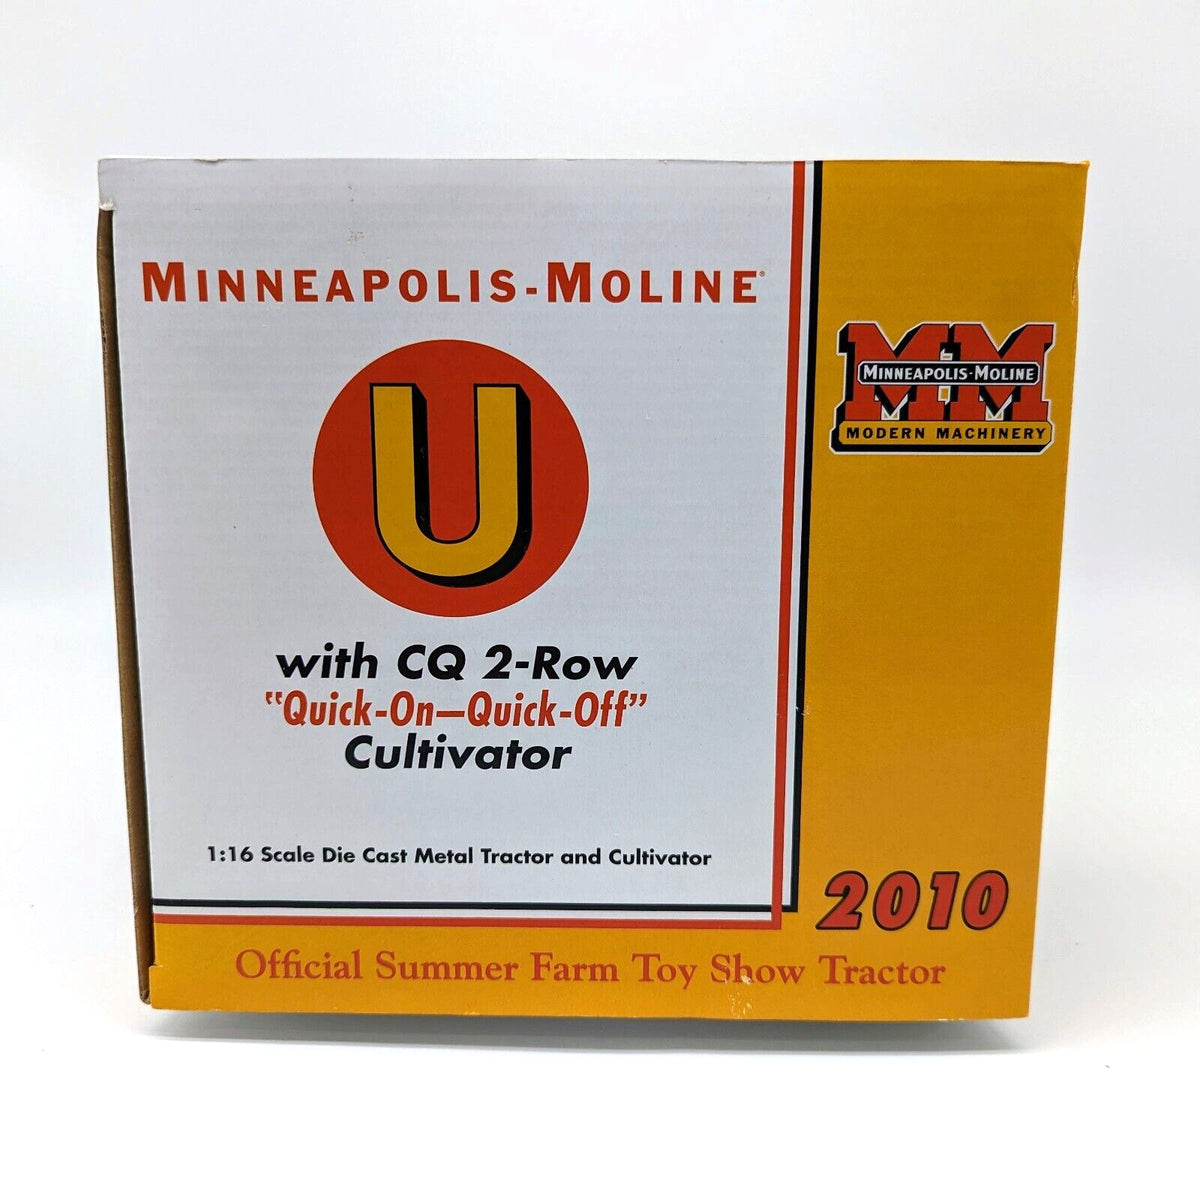 MINNEAPOLIS-MOLINE®
U
with CQ 2-Row
"Quick-On—Quick-Off"
Cultivator
1:16 Scale Die Cast Metal Tractor and Cultivator
MM
MINNEAPOLIS-MOLINE
MODERN MACHINERY
2010
Official Summer Farm Toy Show Tractor